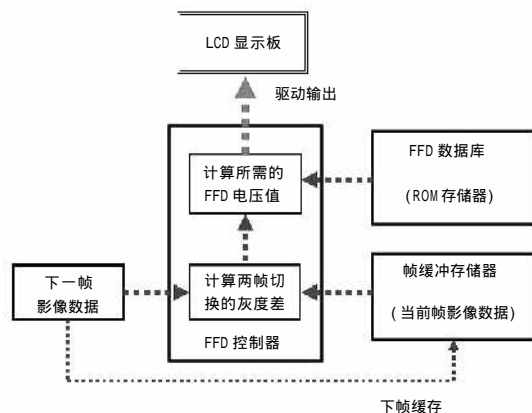 LCD 显示板
驱动输出
计算所需的
FFD 电压值
FFD 数据库
(ROM 存储器)
下一帧
影像数据
计算两帧切
换的灰度差
帧缓冲存储器
(当前帧影像数据)
FFD 控制器
下帧缓存